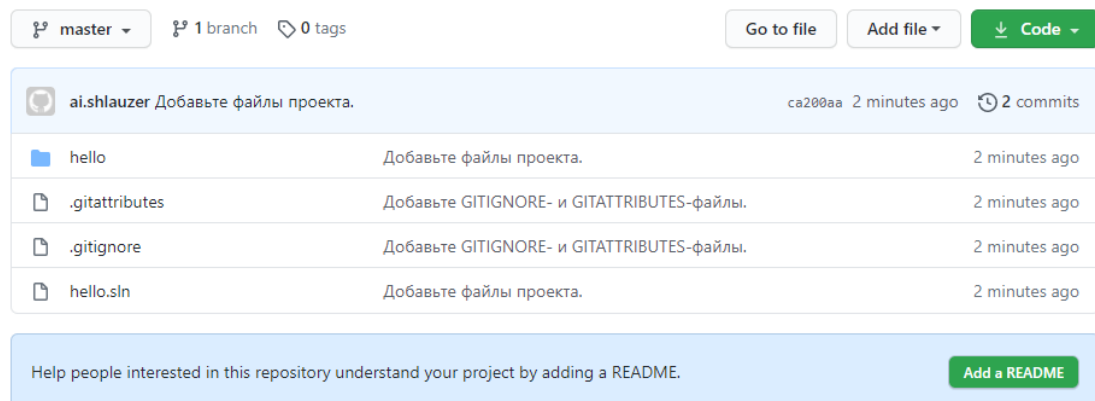 master 1 branch 0 tags Go to file Add file Code
ai.shlauzer Добавьте файлы проекта. ca200aa 2 minutes ago 2 commits
hello Добавьте файлы проекта. 2 minutes ago
.gitattributes Добавьте GITIGNORE- и GITATTRIBUTES-файлы. 2 minutes ago
.gitignore Добавьте GITIGNORE- и GITATTRIBUTES-файлы. 2 minutes ago
hello.sln Добавьте файлы проекта. 2 minutes ago
Help people interested in this repository understand your project by adding a README. Add a README